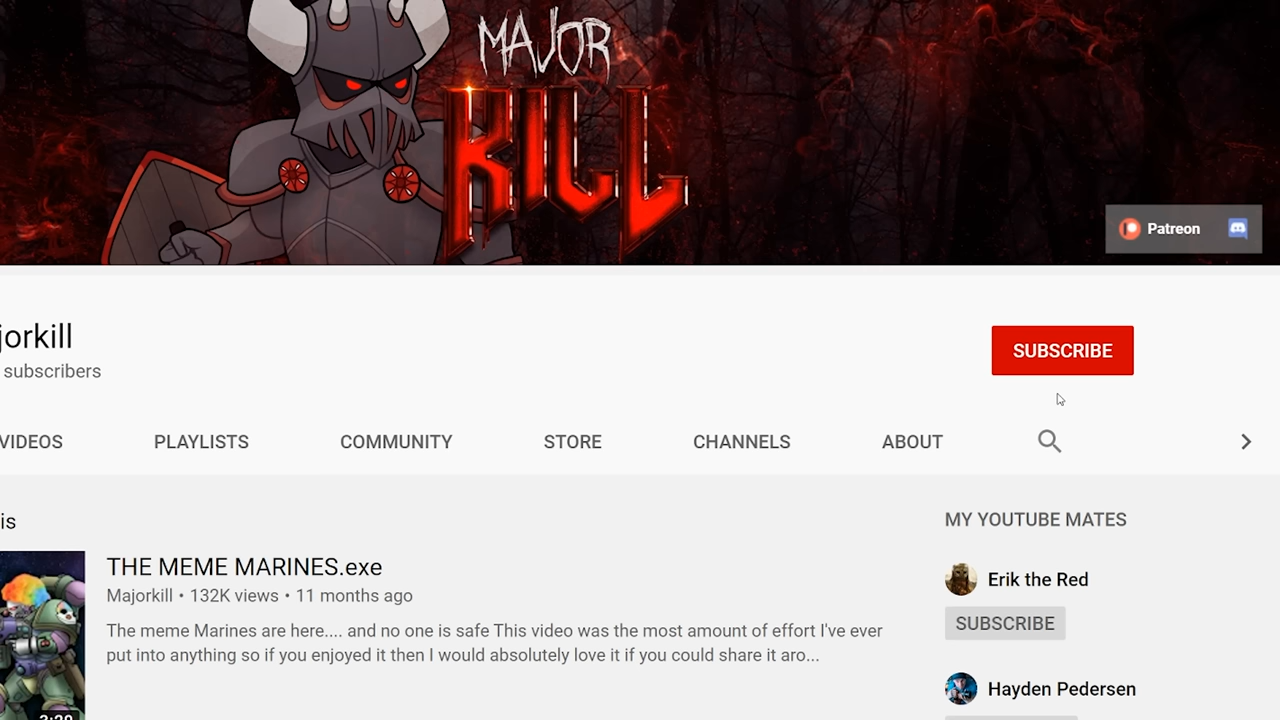 MAJOR
KILL
Patreon
jorkill
subscribers
SUBSCRIBE
VIDEOS
PLAYLISTS
COMMUNITY
STORE
CHANNELS
ABOUT
is
THE MEME MARINES.exe
Majorkill • 132K views • 11 months ago
The meme Marines are here.... and no one is safe This video was the most amount of effort I've ever
put into anything so if you enjoyed it then I would absolutely love it if you could share it aro...
MY YOUTUBE MATES
Erik the Red
SUBSCRIBE
Hayden Pedersen